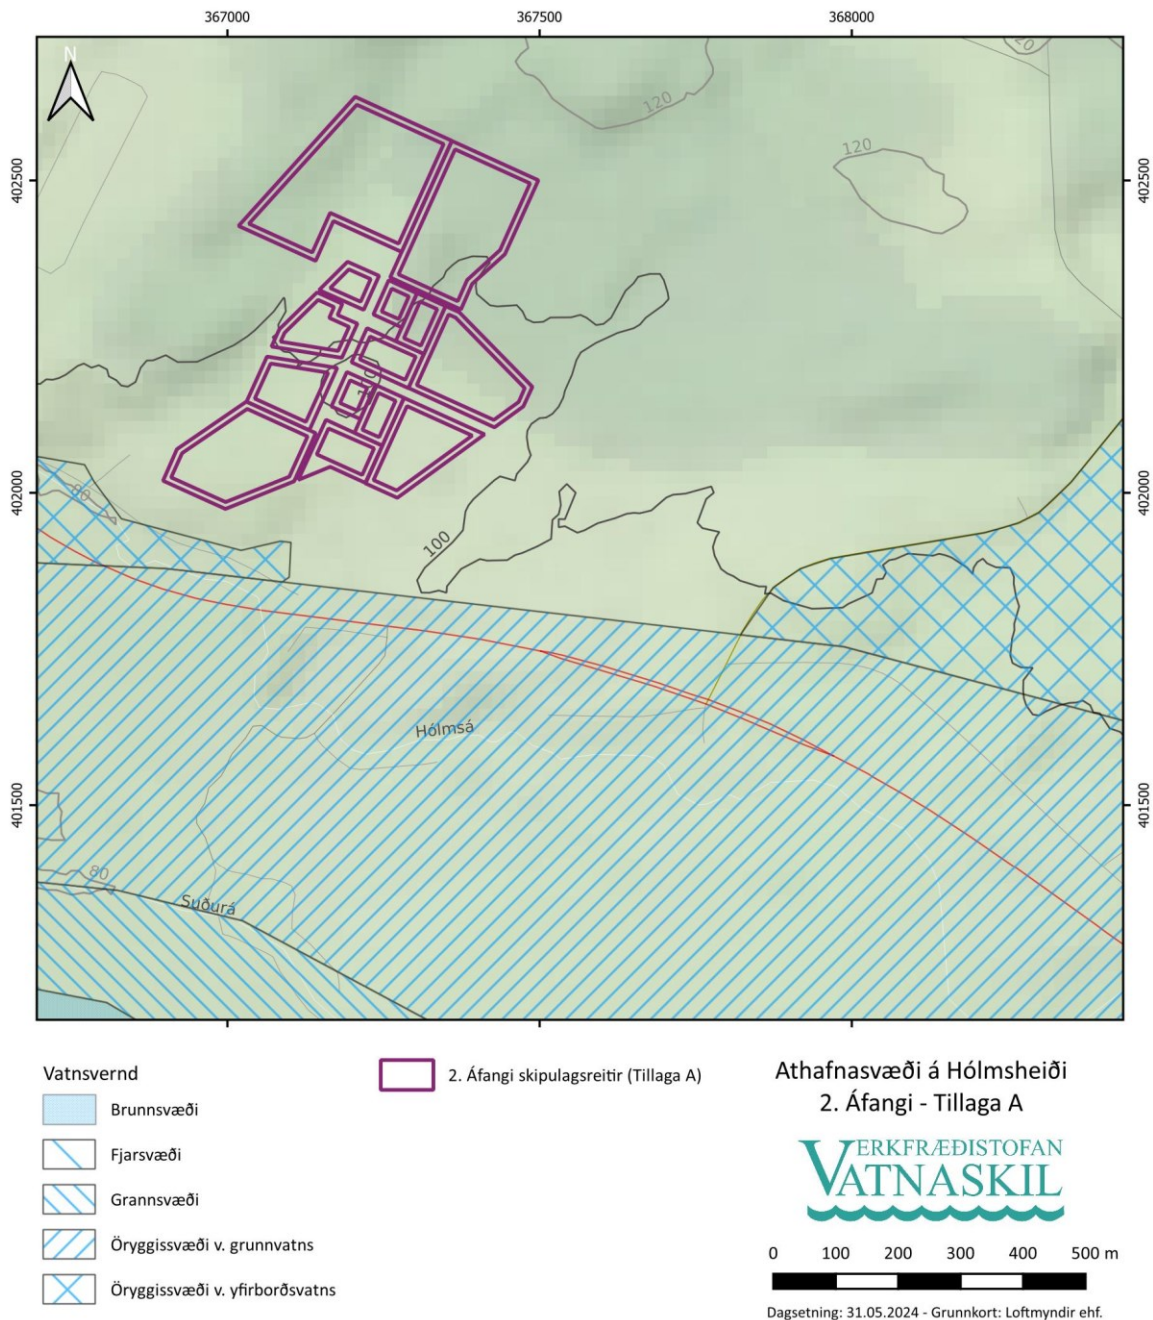 367000 367500 368000
N
120
20
120
402500
402500
110
402000
402000
80
100
Hólmsá
401500
401500
80
Suðurá
Vatnsvernd
Brunnsvæði
Fjarsvæði
Grannsvæði
Öryggissvæði v. grunnvatns
Öryggissvæði v. yfirborðsvatns
2. Áfangi skipulagsreitir (Tillaga A)
Athafnasvæði á Hólmsheiði
2. Áfangi - Tillaga A
VERKFRÆÐISTOFAN
VATNASKIL
0 100 200 300 400 500 m
Dagsetning: 31.05.2024 - Grunnkort: Loftmyndir ehf.